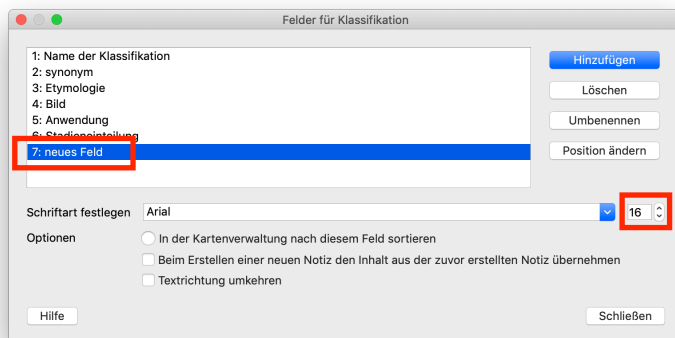 Felder für Klassifikation
1: Name der Klassifikation
2: synonym
3: Etymologie
4: Bild
5: Anwendung
6: Stadieneinteilung
7: neues Feld
Hinzufügen
Löschen
Umbenennen
Position ändern
Schriftart festlegen Arial 16
Optionen In der Kartenverwaltung nach diesem Feld sortieren
Beim Erstellen einer neuen Notiz den Inhalt aus der zuvor erstellten Notiz übernehmen
Textrichtung umkehren
Hilfe Schließen